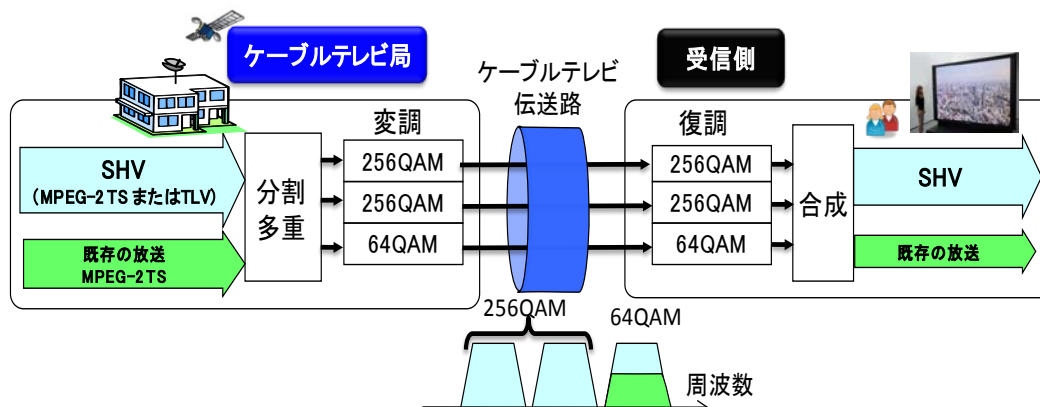 ケーブルテレビ局
受信側
ケーブルテレビ
伝送路
変調
復調
SHV
(MPEG-2 TS またはTLV)
既存の放送
MPEG-2 TS
分割
多重
256QAM
256QAM
64QAM
256QAM
256QAM
64QAM
合成
SHV
既存の放送
256QAM
64QAM
周波数